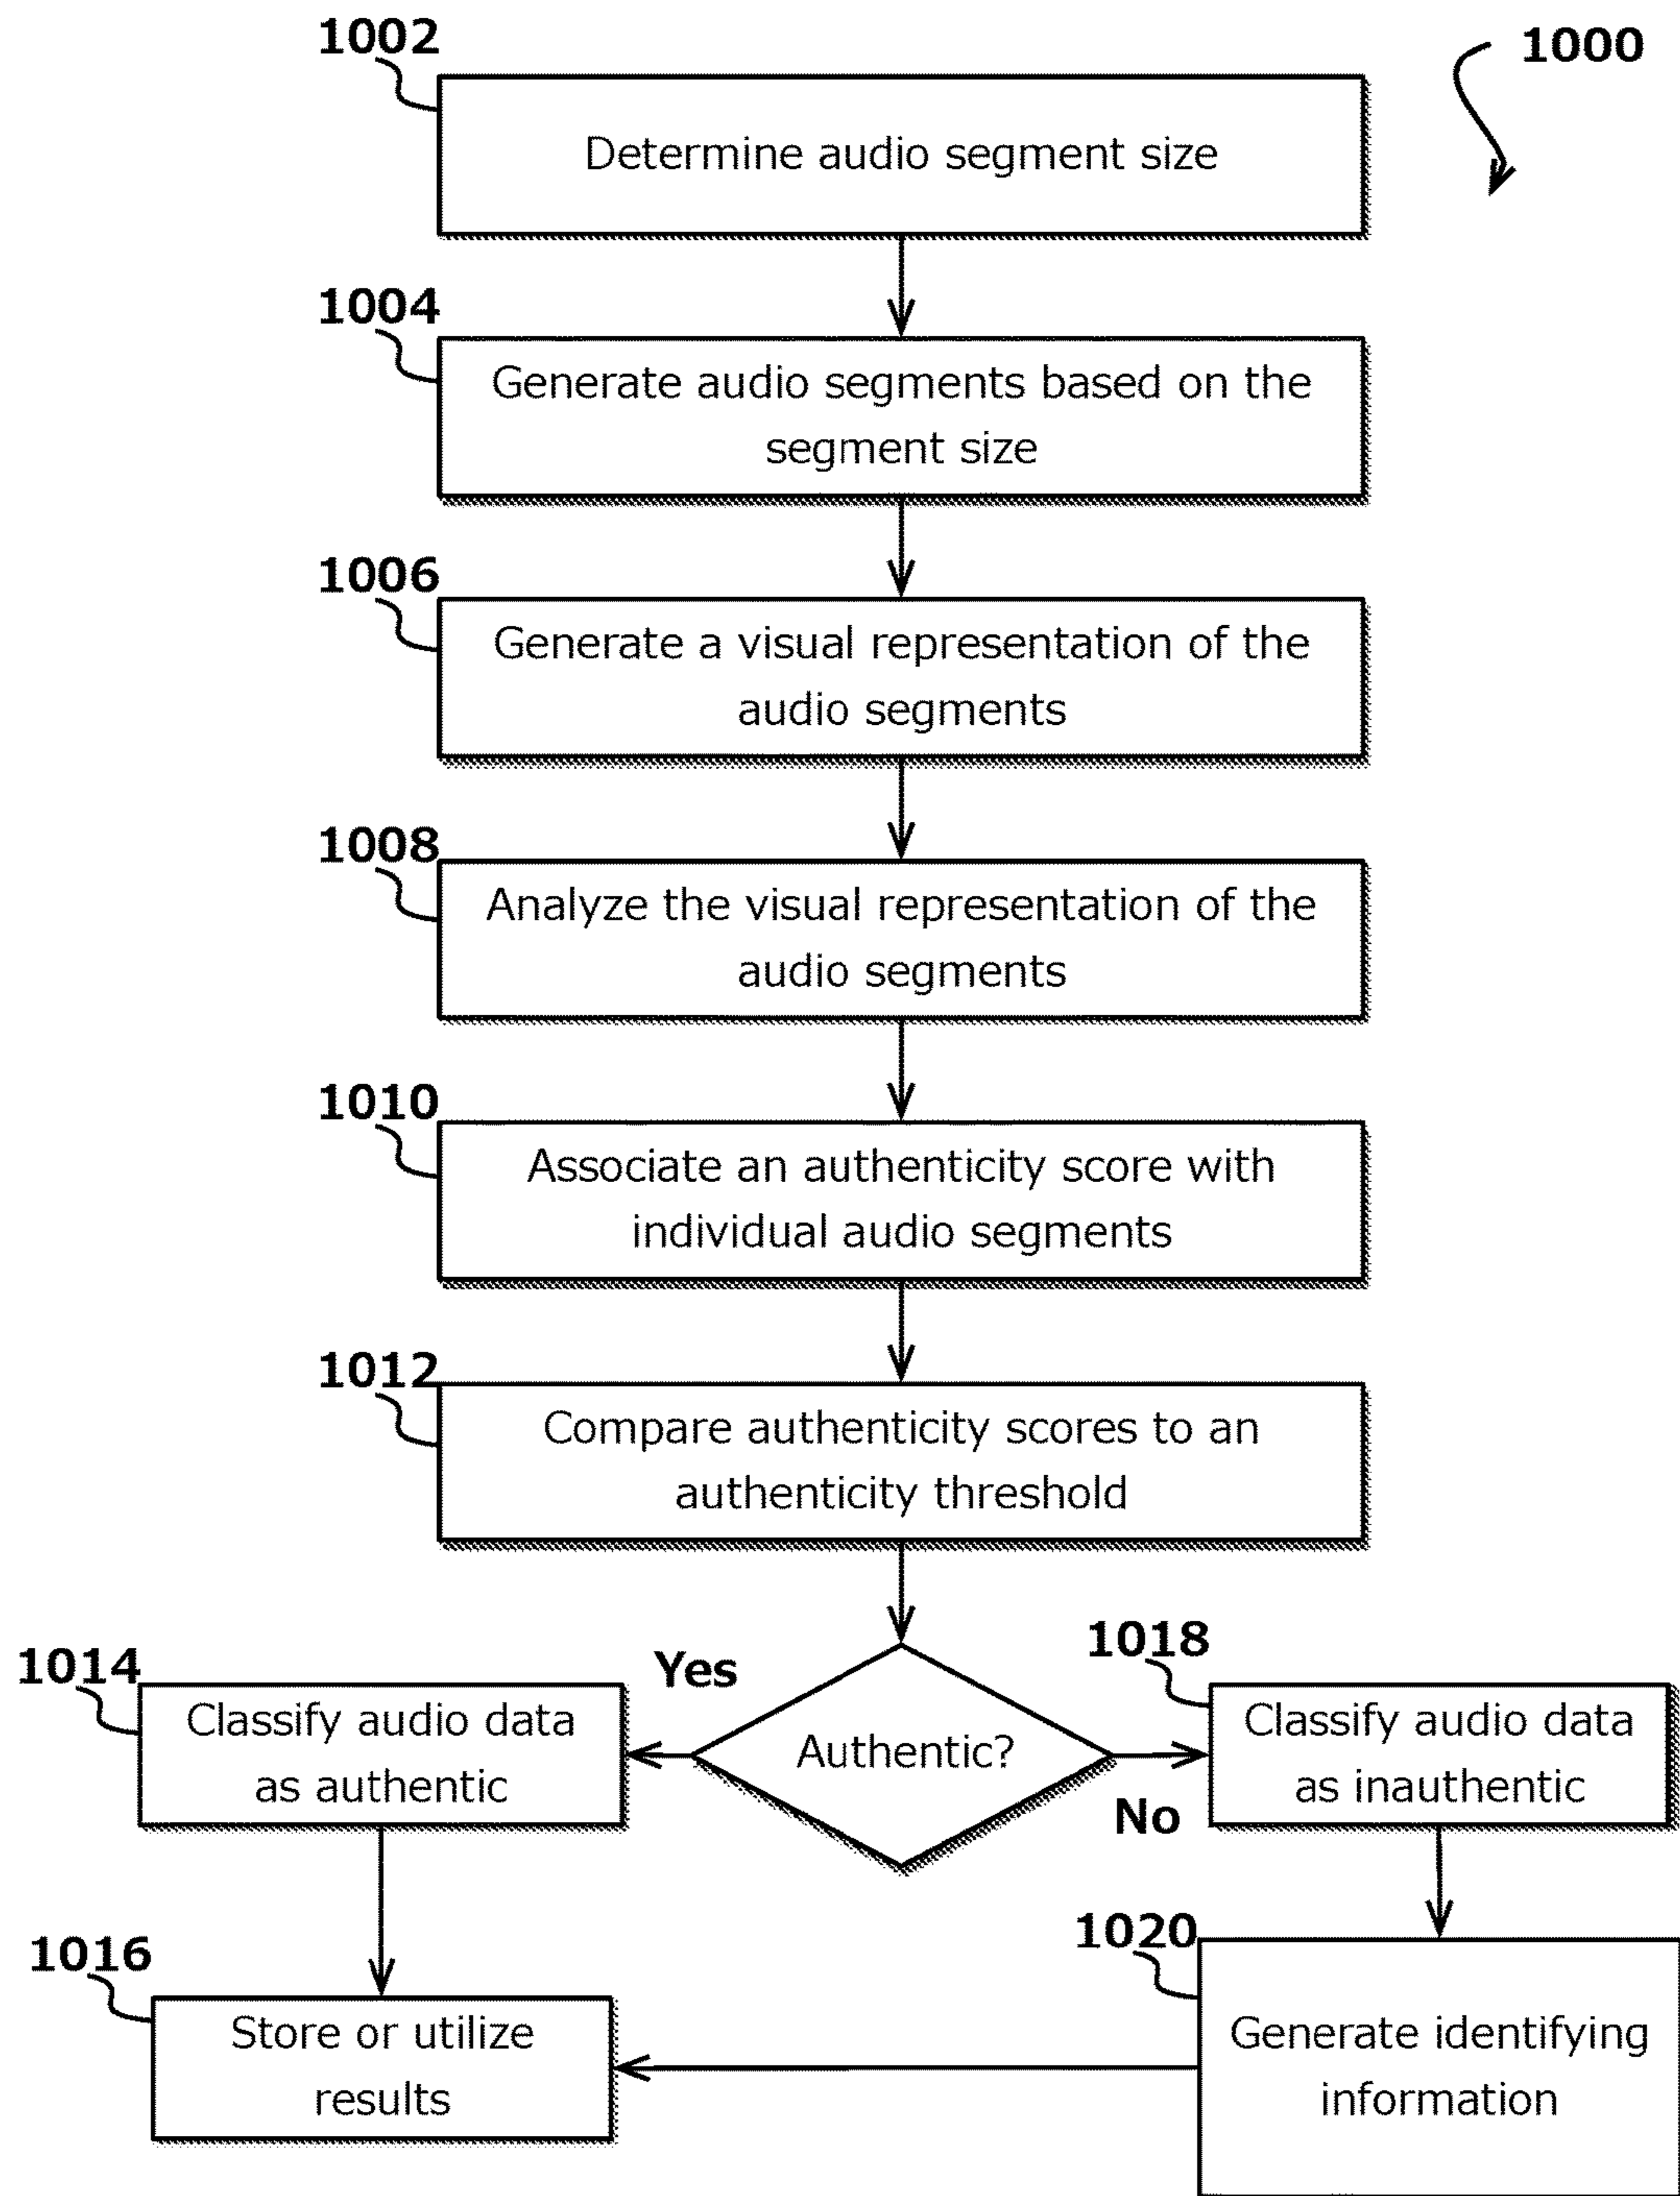 1002
1000
Determine audio segment size
1004
Generate audio segments based on the
segment size
1006
Generate a visual representation of the
audio segments
1008
Analyze the visual representation of the
audio segments
1010
Associate an authenticity score with
individual audio segments
1012
Compare authenticity scores to an
authenticity threshold
1014
Classify audio data
as authentic
Yes
Authentic?
No
1018
Classify audio data
as inauthentic
1016
Store or utilize
results
1020
Generate identifying
information